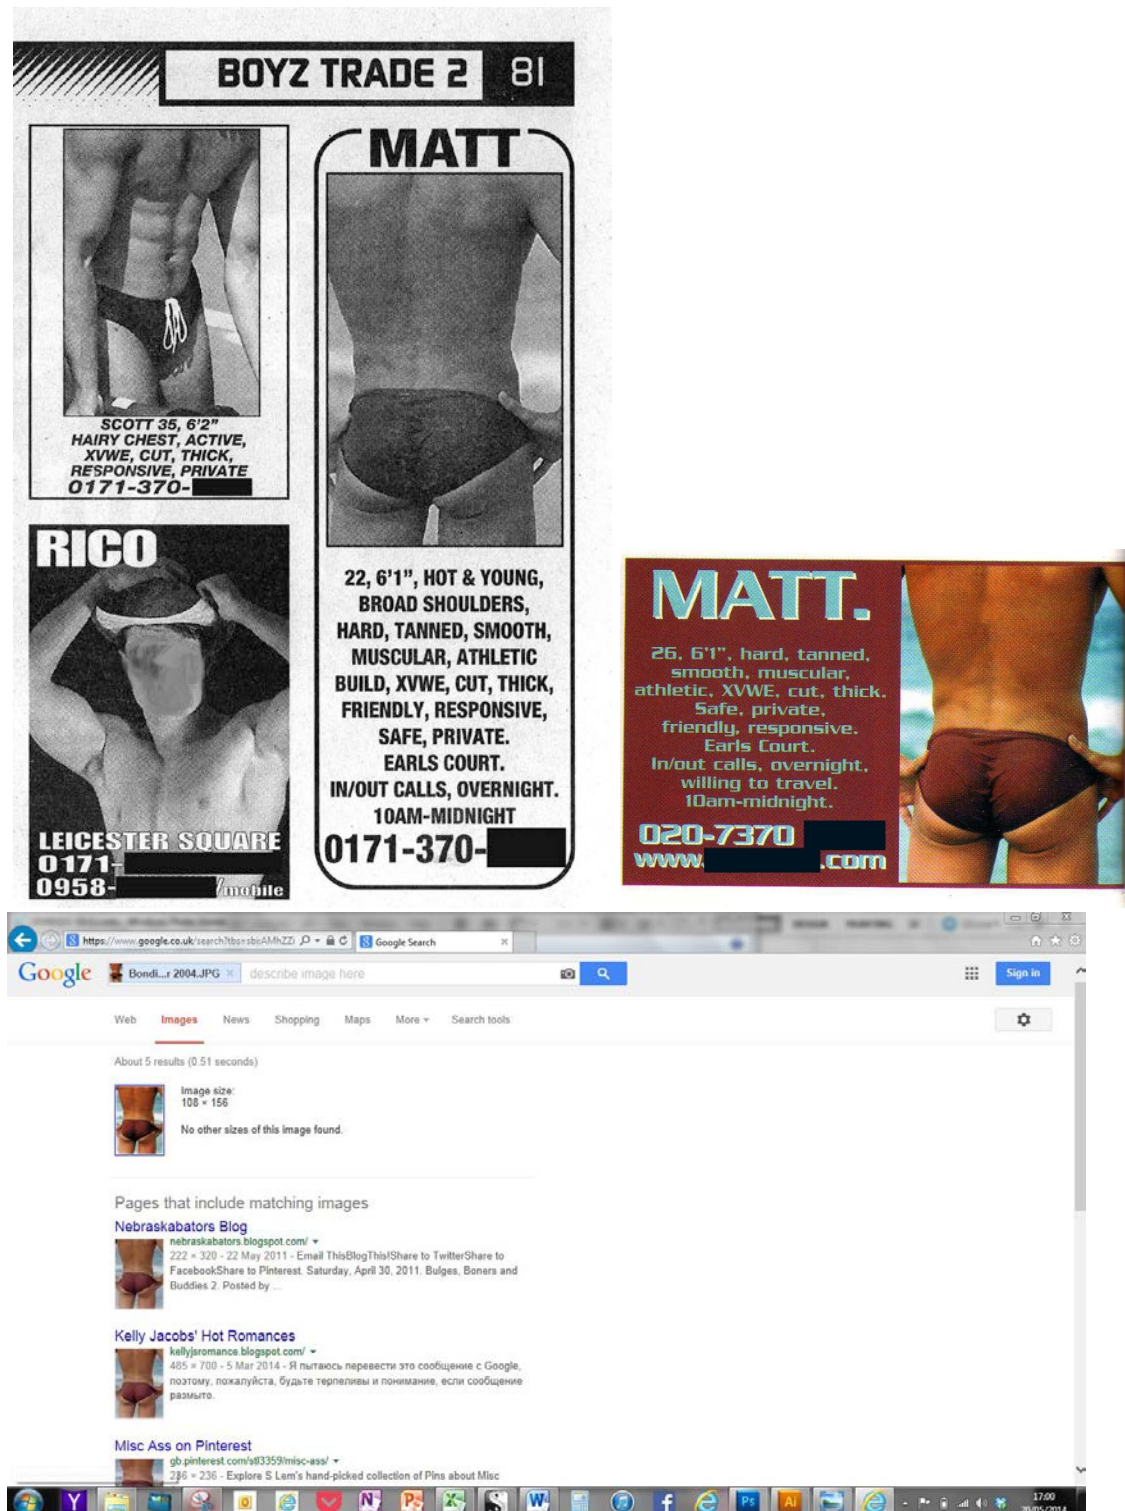 BOYZ TRADE 2 81
SCOTT 35, 6'2"
HAIRY CHEST, ACTIVE,
XVWE, CUT, THICK,
RESPONSIVE, PRIVATE
0171-370-
RICO
LEICESTER SQUARE
0171-
0958- /mobile
MATT
22, 6'1", HOT & YOUNG,
BROAD SHOULDERS,
HARD, TANNED, SMOOTH,
MUSCULAR, ATHLETIC
BUILD, XVWE, CUT, THICK,
FRIENDLY, RESPONSIVE,
SAFE, PRIVATE.
EARLS COURT.
IN/OUT CALLS, OVERNIGHT.
10AM-MIDNIGHT
0171-370-
MATT.
26, 6'1", hard, tanned,
smooth, muscular,
athletic, XVWE, cut, thick.
Safe, private,
friendly, responsive.
Earls Court.
In/out calls, overnight,
willing to travel.
10am-midnight.
020-7370
www. .com
Google Search
Google Bondi...r 2004.JPG × describe image here Sign in
Web Images News Shopping Maps More Search tools
About 5 results (0.51 seconds)
Image size:
108 × 156
No other sizes of this image found.
Pages that include matching images
Nebraskabators Blog
nebraskabators.blogspot.com/
222 × 320 - 22 May 2011 - Email ThisBlogThis!Share to TwitterShare to
FacebookShare to Pinterest. Saturday, April 30, 2011. Bulges, Boners and
Buddies 2. Posted by ...
Kelly Jacobs' Hot Romances
kellyjsromance.blogspot.com/
485 × 700 - 5 Mar 2014 - Я пытаюсь перевести это сообщение с Google,
поэтому, пожалуйста, будьте терпеливы и понимание, если сообщение
размыто.
Misc Ass on Pinterest
gb.pinterest.com/stl3359/misc-ass/
236 × 236 - Explore S Lem's hand-picked collection of Pins about Misc
17:00
20/05/2014